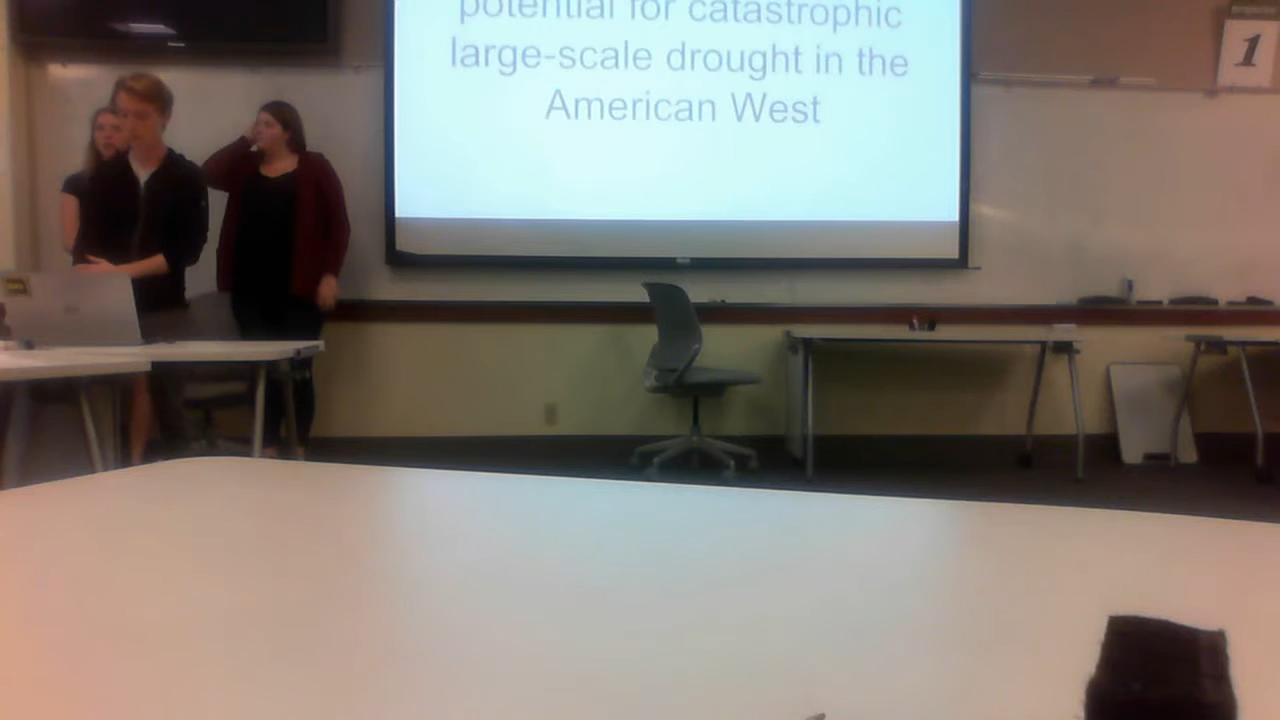 potential for catastrophic
large-scale drought in the
American West
1